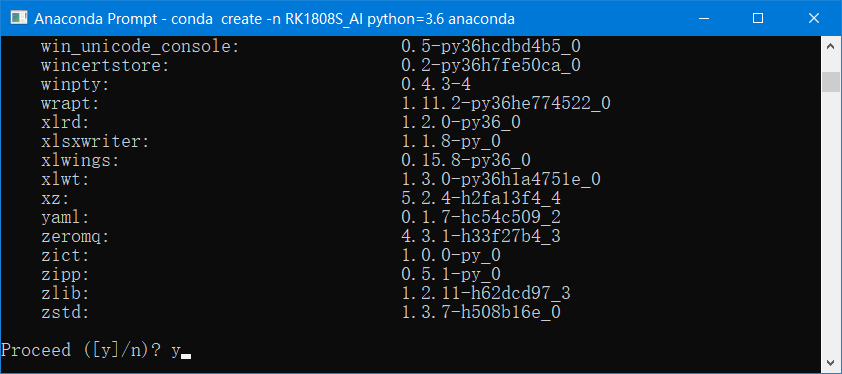 Anaconda Prompt - conda  create -n RK1808S_AI python=3.6 anaconda
win_unicode_console: 0.5-py36hcdbd4b5_0
wincertstore: 0.2-py36h7fe50ca_0
winpty: 0.4.3-4
wrapt: 1.11.2-py36he774522_0
xlrd: 1.2.0-py36_0
xlsxwriter: 1.1.8-py_0
xlwings: 0.15.8-py36_0
xlwt: 1.3.0-py36h1a4751e_0
xz: 5.2.4-h2fa13f4_4
yaml: 0.1.7-hc54c509_2
zeromq: 4.3.1-h33f27b4_3
zict: 1.0.0-py_0
zipp: 0.5.1-py_0
zlib: 1.2.11-h62dcd97_3
zstd: 1.3.7-h508b16e_0
Proceed ([y]/n)? y